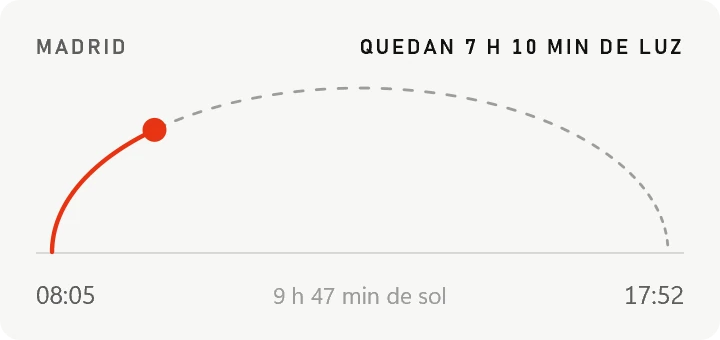 MADRID
QUEDAN 7 H 10 MIN DE LUZ
08:05
9 h 47 min de sol
17:52